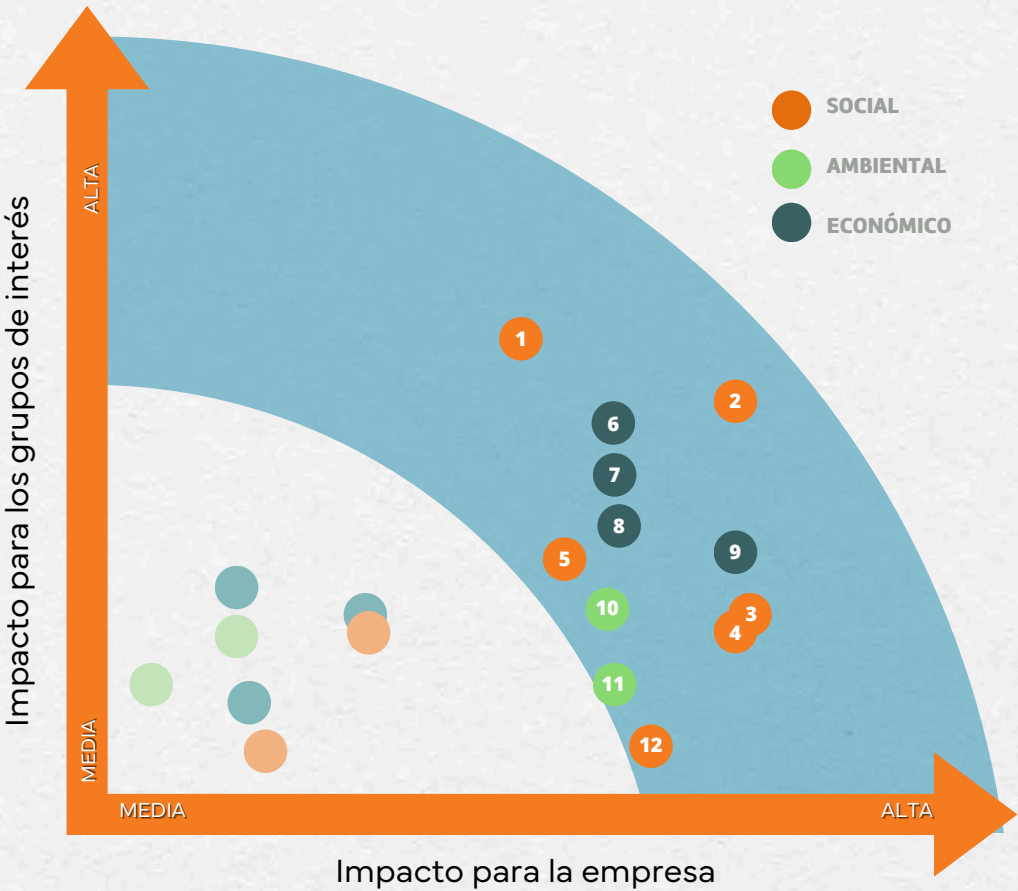 SOCIAL
AMBIENTAL
ECONÓMICO
ALTA
Impacto para los grupos de interés
1
2
6
7
8
9
5
10
3
4
11
12
MEDIA
MEDIA
ALTA
Impacto para la empresa